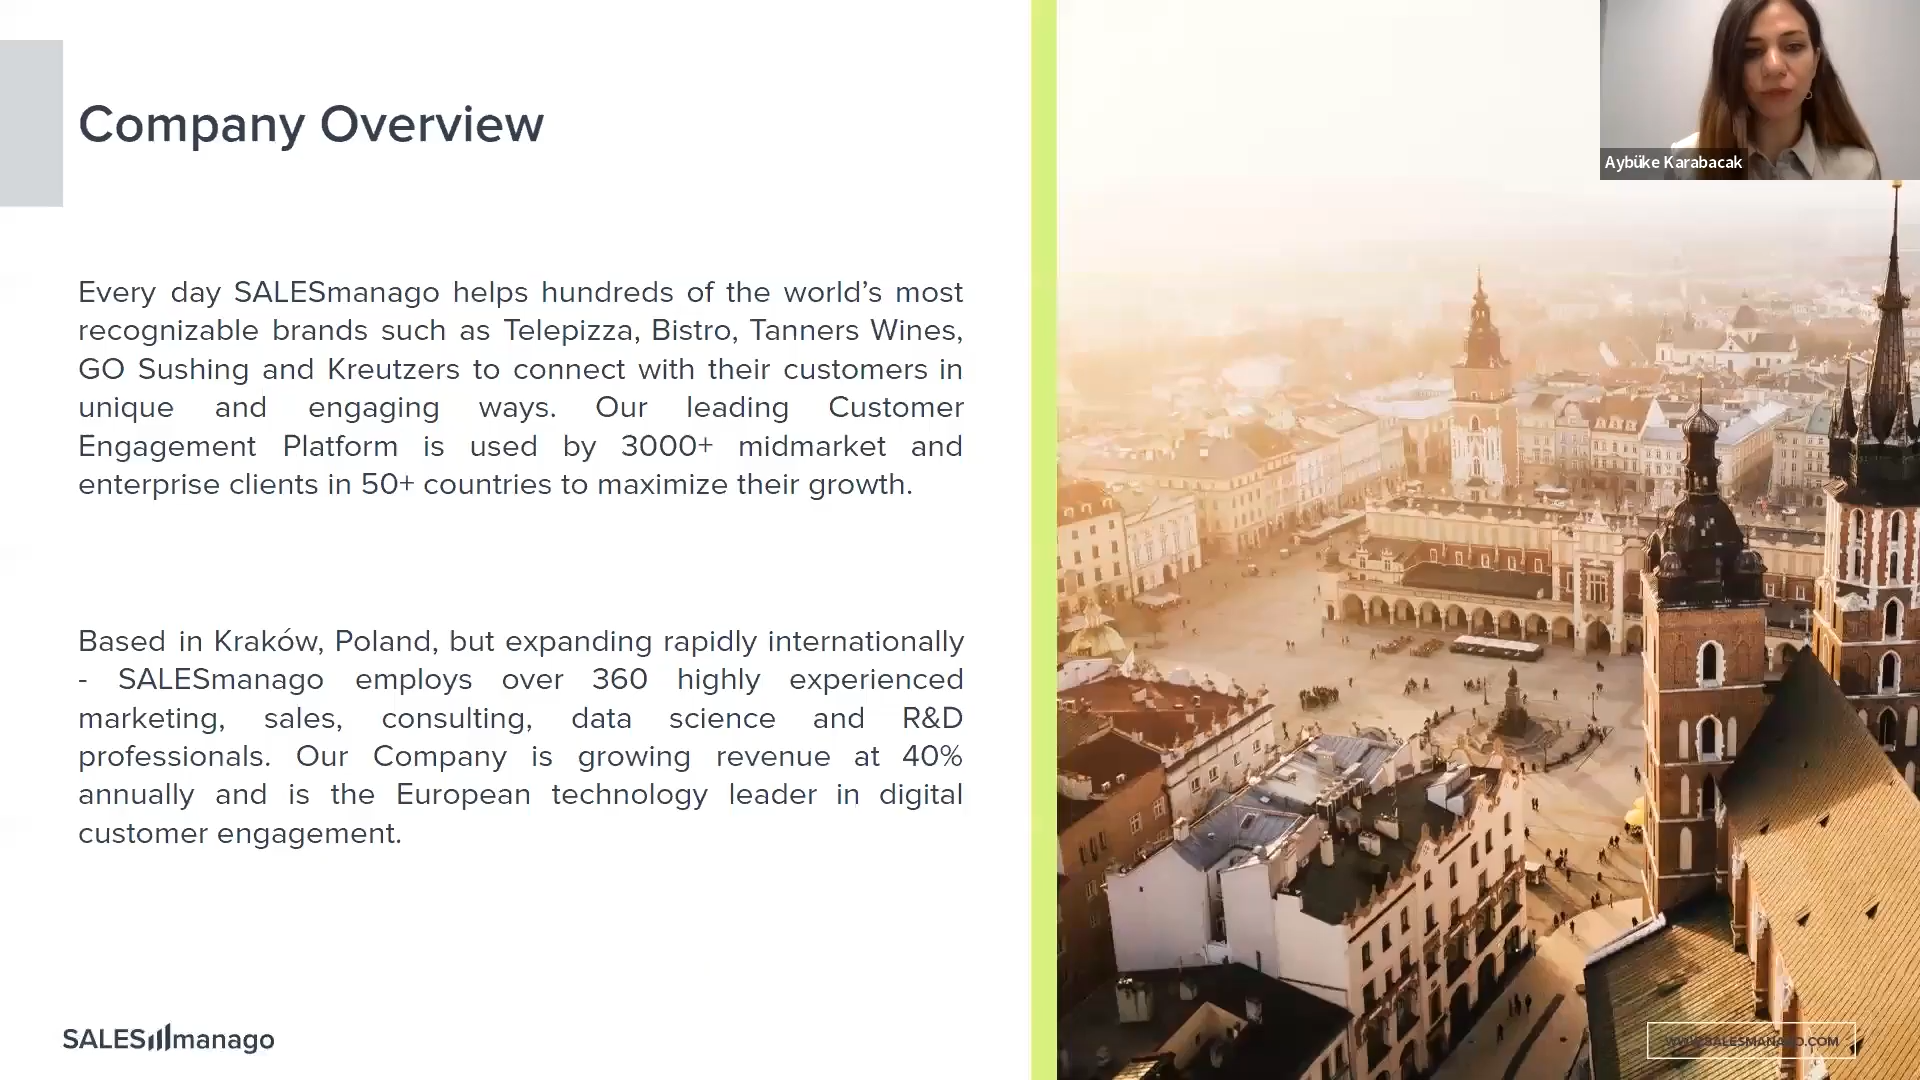 Company Overview
Aybüke Karabacak
Every day SALESmanago helps hundreds of the world's most
recognizable brands such as Telepizza, Bistro, Tanners Wines,
GO Sushing and Kreutzers to connect with their customers in
unique and engaging ways. Our leading Customer
Engagement Platform is used by 3000+ midmarket and
enterprise clients in 50+ countries to maximize their growth.
Based in Kraków, Poland, but expanding rapidly internationally
- SALESmanago employs over 360 highly experienced
marketing, sales, consulting, data science and R&D
professionals. Our Company is growing revenue at 40%
annually and is the European technology leader in digital
customer engagement.
SALESmanago
WWW.SALESMANAGO.COM